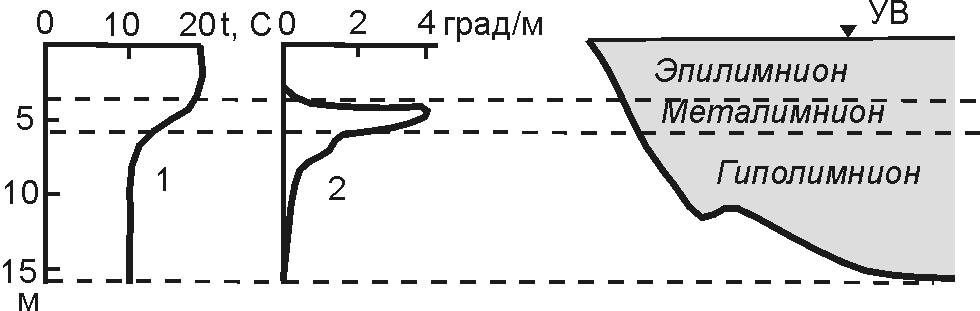 0 10 20 t, С 0 2 4 град/м
УВ
Эпилимнион
5
Металимнион
1
2
Гиполимнион
10
15
м